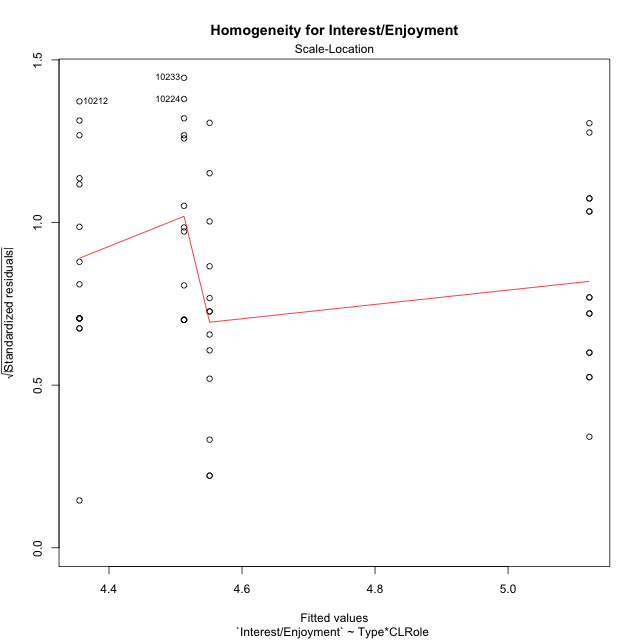 Homogeneity for Interest/Enjoyment
Scale-Location
1.5
1.0
0.5
0.0
√|Standardized residuals|
10212
10233
10224
4.4
4.6
4.8
5.0
Fitted values
`Interest/Enjoyment` ~ Type*CLRole